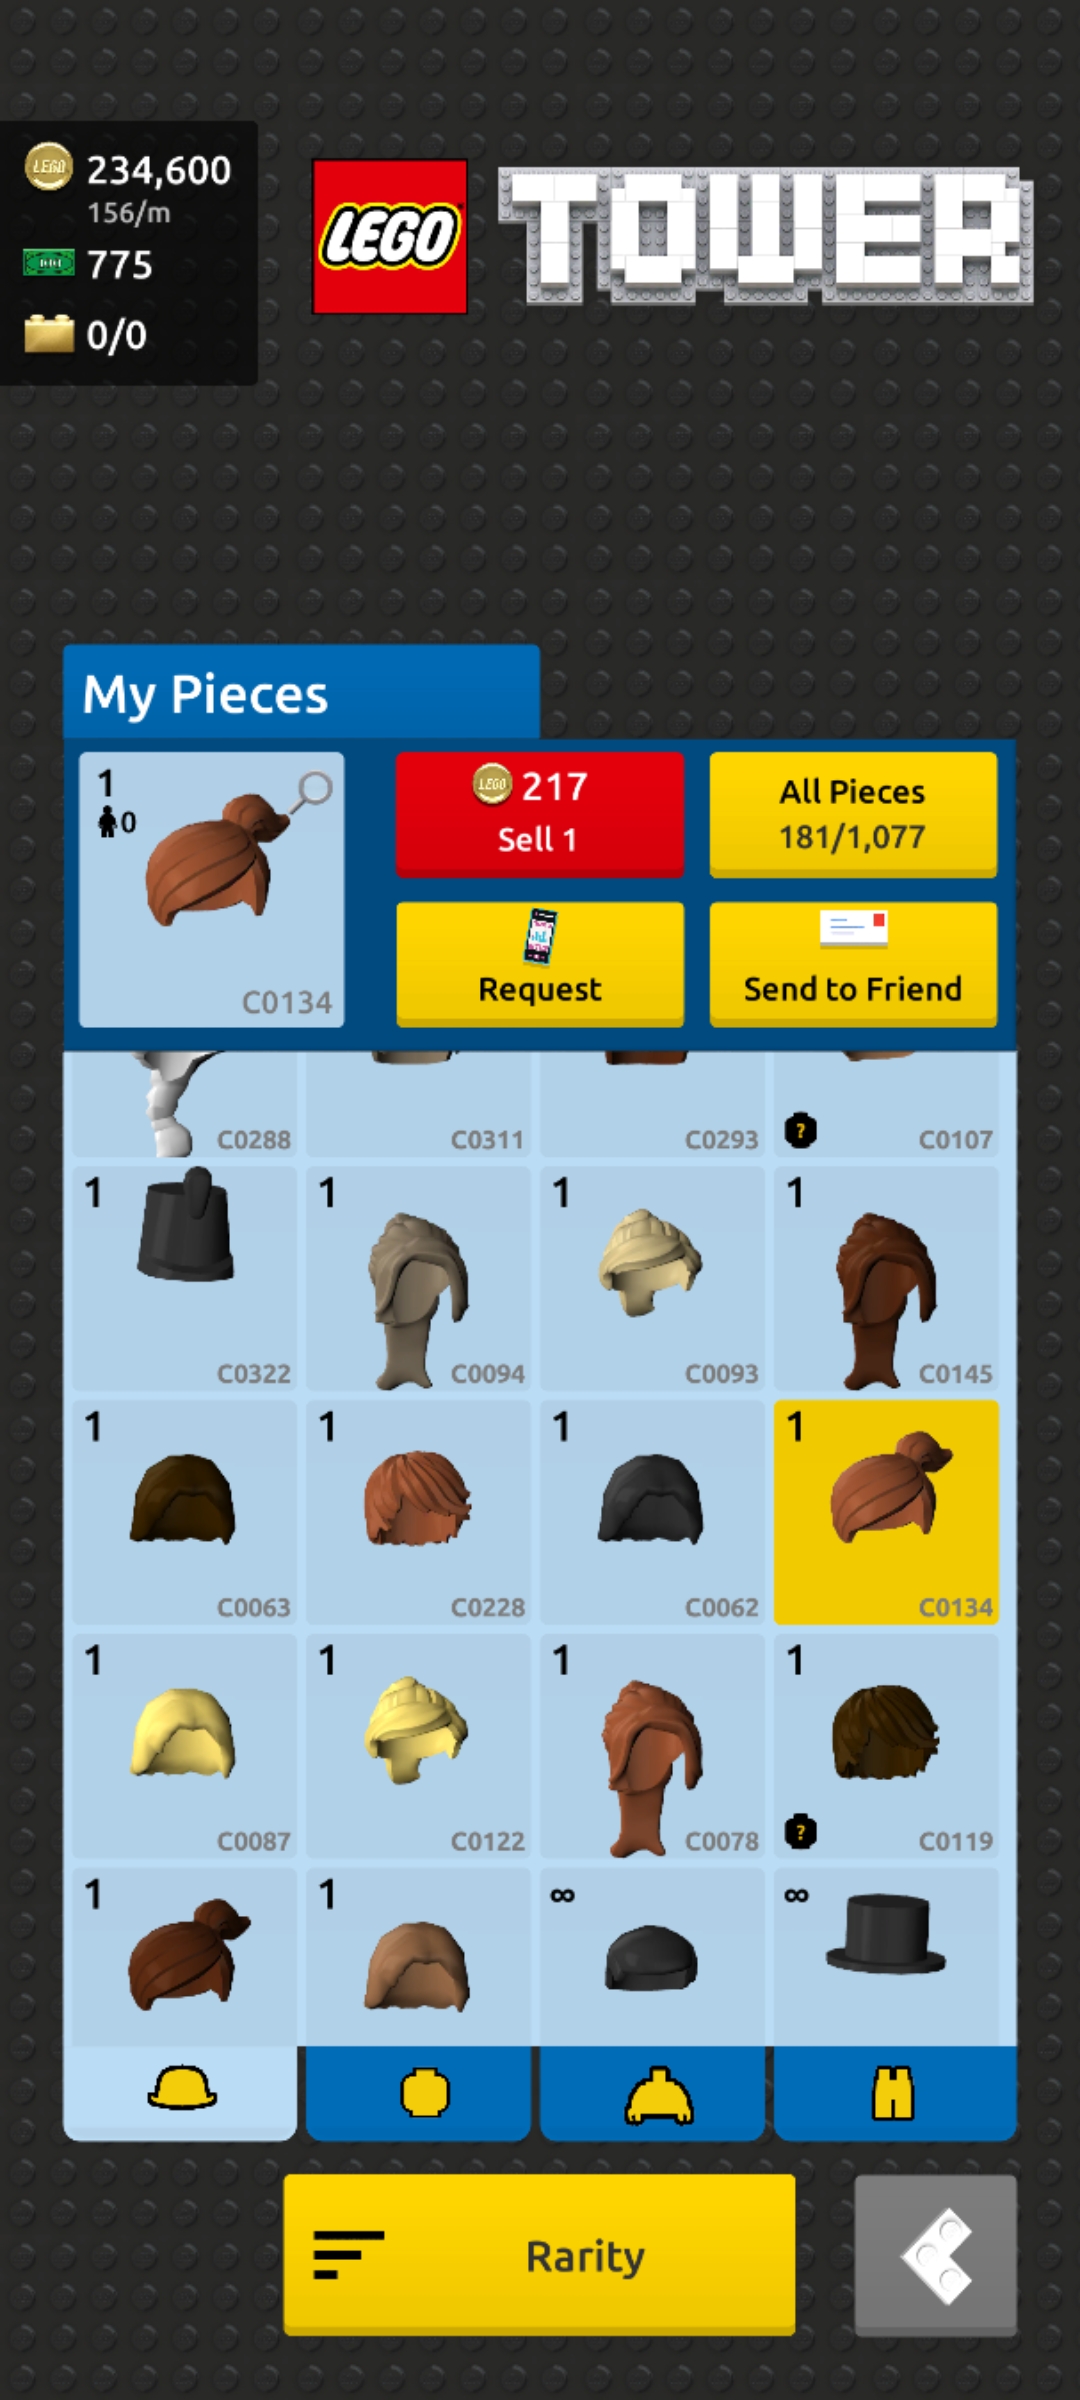 LEGO 234,600
156/m
775
0/0
LEGO
TOWER
My Pieces
1
0
C0134
LEGO 217
Sell 1
All Pieces
181/1,077
Request
Send to Friend
C0288
C0311
C0293
?
C0107
1
C0322
1
C0094
1
C0093
1
C0145
1
C0063
1
C0228
1
C0062
1
C0134
1
C0087
1
C0122
1
C0078
1
?
C0119
1
1
∞
∞
Rarity